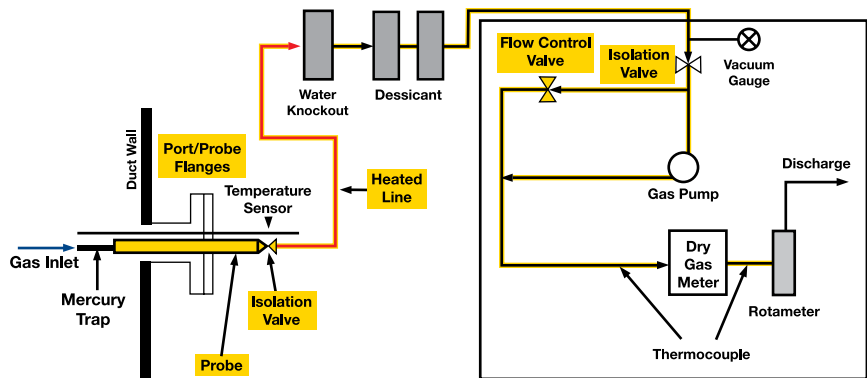 Water
Knockout
Dessicant
Flow Control
Valve
Isolation
Valve
Vacuum
Gauge
Duct Wall
Port/Probe
Flanges
Temperature
Sensor
Heated
Line
Gas Pump
Discharge
Gas Inlet
Mercury
Trap
Isolation
Valve
Probe
Dry
Gas
Meter
Rotameter
Thermocouple